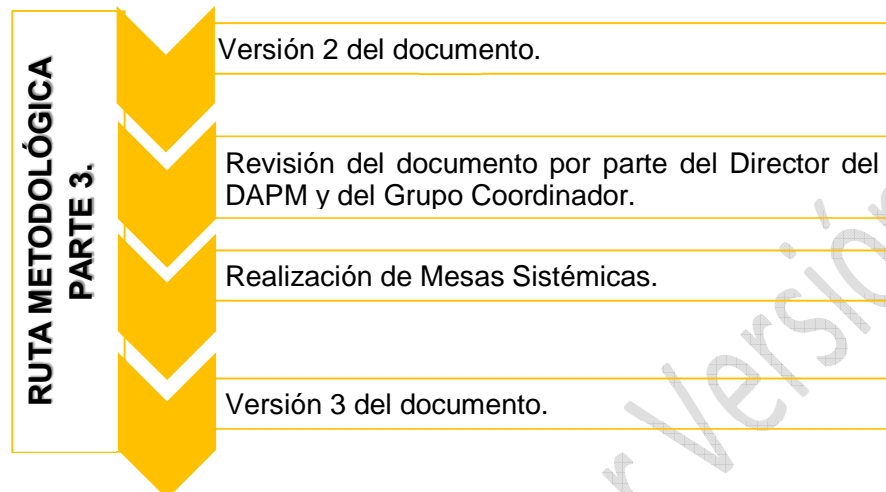 RUTA METODOLÓGICA
PARTE 3.
Versión 2 del documento.
Revisión del documento por parte del Director del
DAPM y del Grupo Coordinador.
Realización de Mesas Sistémicas.
Versión 3 del documento.
r Versión